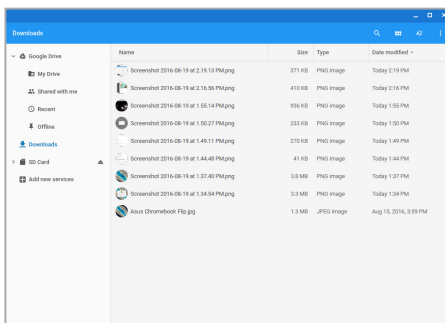 Downloads
Google Drive
My Drive
Shared with me
Recent
Offline
Downloads
SD Card
Add new services
Name Size Type Date modified
Screenshot 2016-08-19 at 2.19.13 PM.png 371 KB PNG image Today 2:19 PM
Screenshot 2016-08-19 at 2.16.56 PM.png 410 KB PNG image Today 2:16 PM
Screenshot 2016-08-19 at 1.55.14 PM.png 936 KB PNG image Today 1:55 PM
Screenshot 2016-08-19 at 1.50.27 PM.png 233 KB PNG image Today 1:50 PM
Screenshot 2016-08-19 at 1.49.11 PM.png 270 KB PNG image Today 1:49 PM
Screenshot 2016-08-19 at 1.44.48 PM.png 41 KB PNG image Today 1:44 PM
Screenshot 2016-08-19 at 1.37.40 PM.png 3.8 MB PNG image Today 1:37 PM
Screenshot 2016-08-19 at 1.34.54 PM.png 3.3 MB PNG image Today 1:34 PM
Asus Chromebook Flip.jpg 1.3 MB JPEG image Aug 15, 2016, 3:59 PM